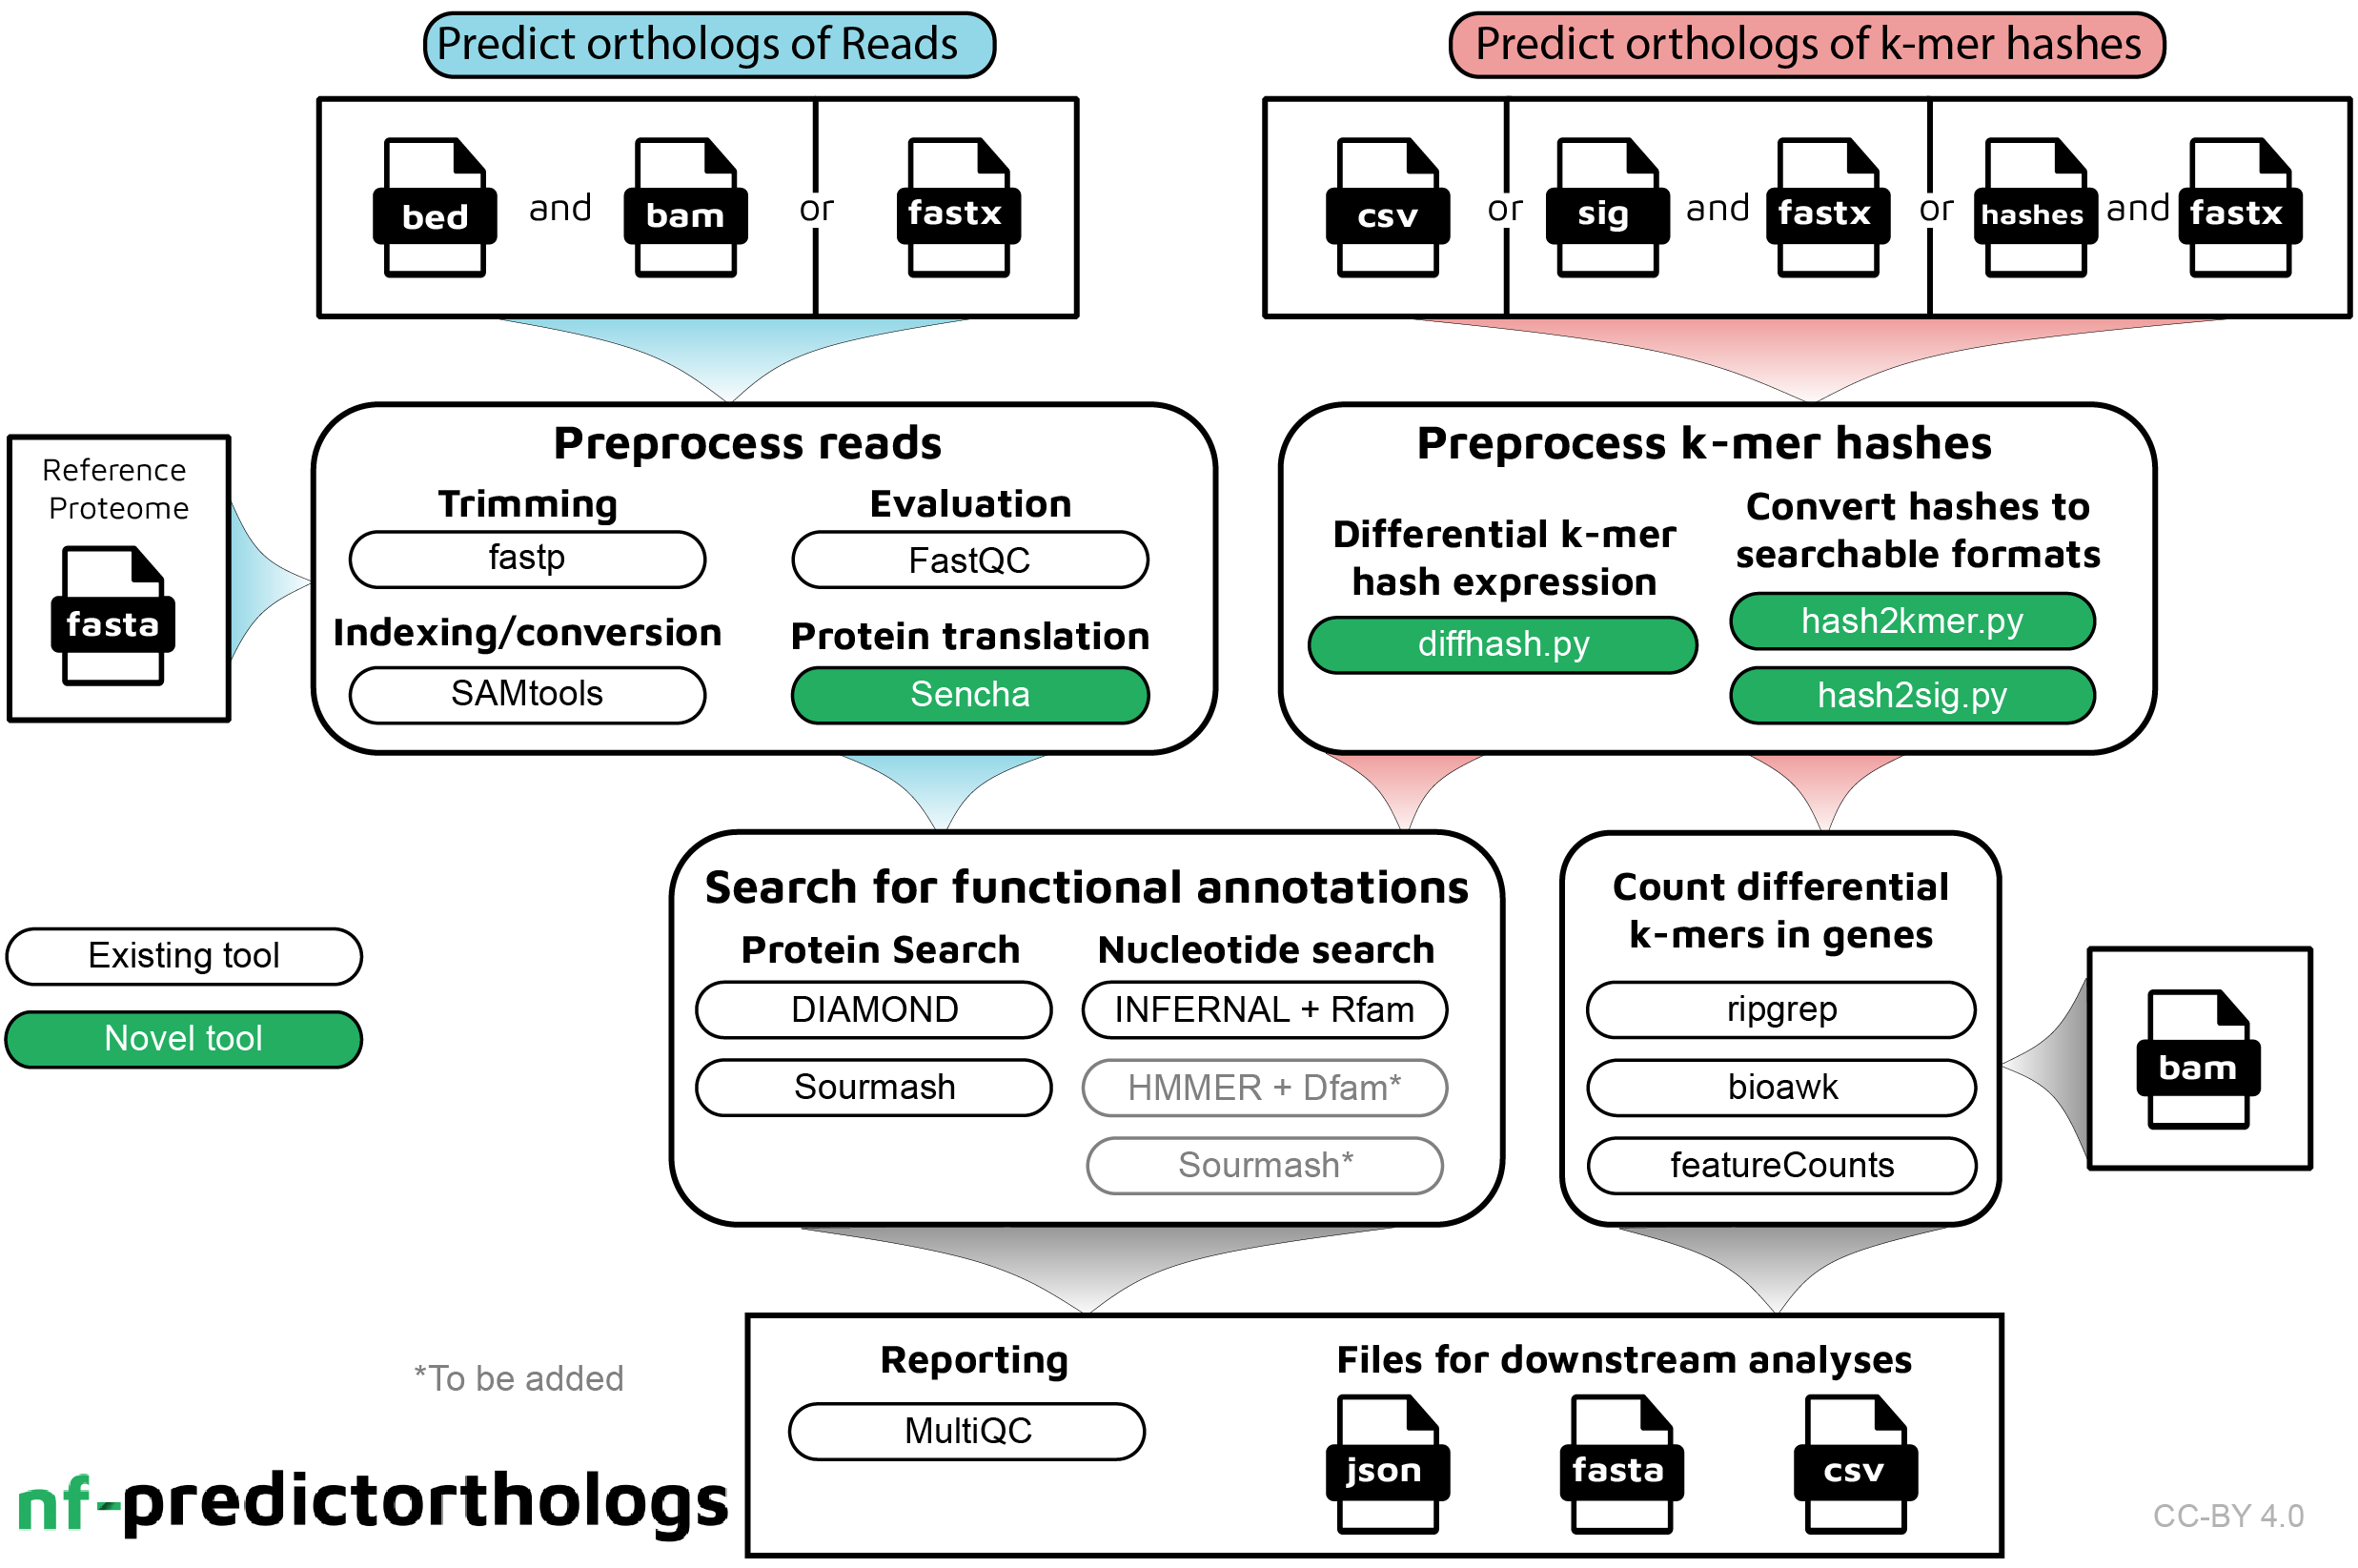 Predict orthologs of Reads
Predict orthologs of k-mer hashes
bed and bam or fastx
csv or sig and fastx or hashes and fastx
Reference
Proteome
fasta
Preprocess reads
Trimming
fastp
Evaluation
FastQC
Indexing/conversion
SAMtools
Protein translation
Sencha
Preprocess k-mer hashes
Differential k-mer
hash expression
diffhash.py
Convert hashes to
searchable formats
hash2kmer.py
hash2sig.py
Existing tool
Novel tool
Search for functional annotations
Protein Search
DIAMOND
Sourmash
Nucleotide search
INFERNAL + Rfam
HMMER + Dfam*
Sourmash*
Count differential
k-mers in genes
ripgrep
bioawk
featureCounts
bam
Reporting
MultiQC
Files for downstream analyses
json
fasta
csv
*To be added
nf-predictorthologs
CC-BY 4.0